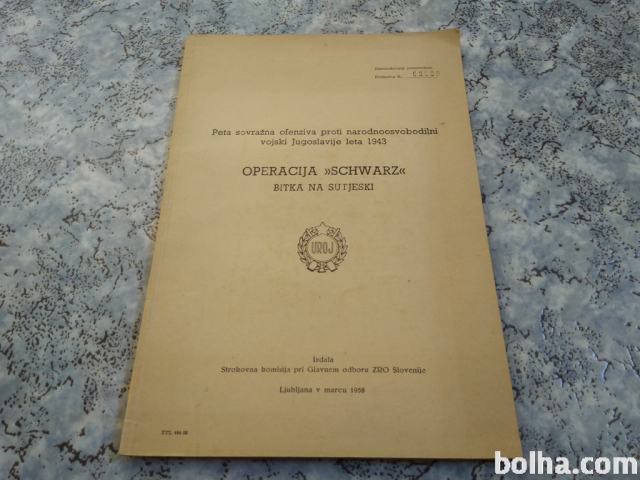 Peta sovražna ofenziva proti narodnoosvobodilni
vojski Jugoslavije leta 1943
OPERACIJA »SCHWARZ«
BITKA NA SUTJESKI
UROJ
Izdala
Strokovna komisija pri Glavnem odboru ZRO Slovenije
Ljubljana v marcu 1958
bolha.com